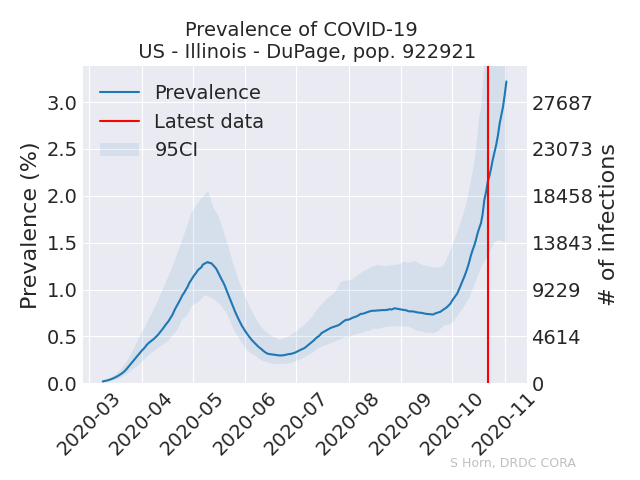 Prevalence of COVID-19
US - Illinois - DuPage, pop. 922921
Prevalence
Latest data
95CI
Prevalence (%)
3.0
2.5
2.0
1.5
1.0
0.5
0.0
27687
23073
18458
13843
9229
4614
0
# of infections
2020-03
2020-04
2020-05
2020-06
2020-07
2020-08
2020-09
2020-10
2020-11
S Horn, DRDC CORA